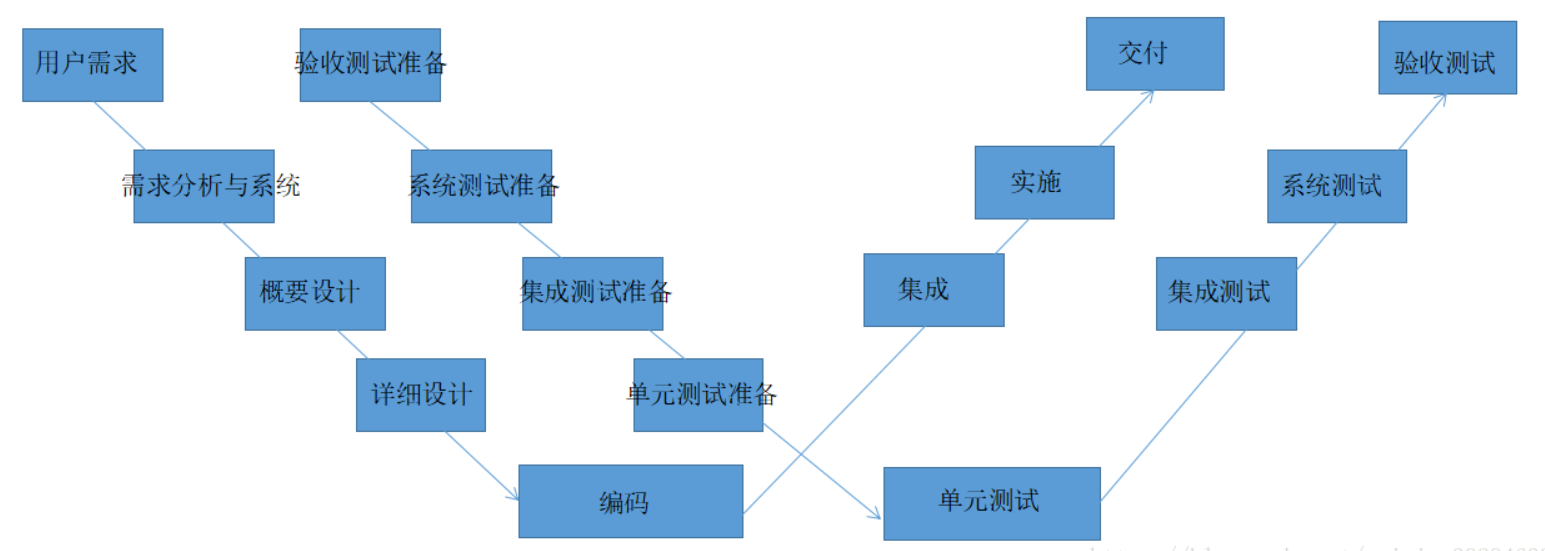 用户需求
验收测试准备
交付
验收测试
需求分析与系统
系统测试准备
实施
系统测试
概要设计
集成测试准备
集成
集成测试
详细设计
单元测试准备
编码
单元测试